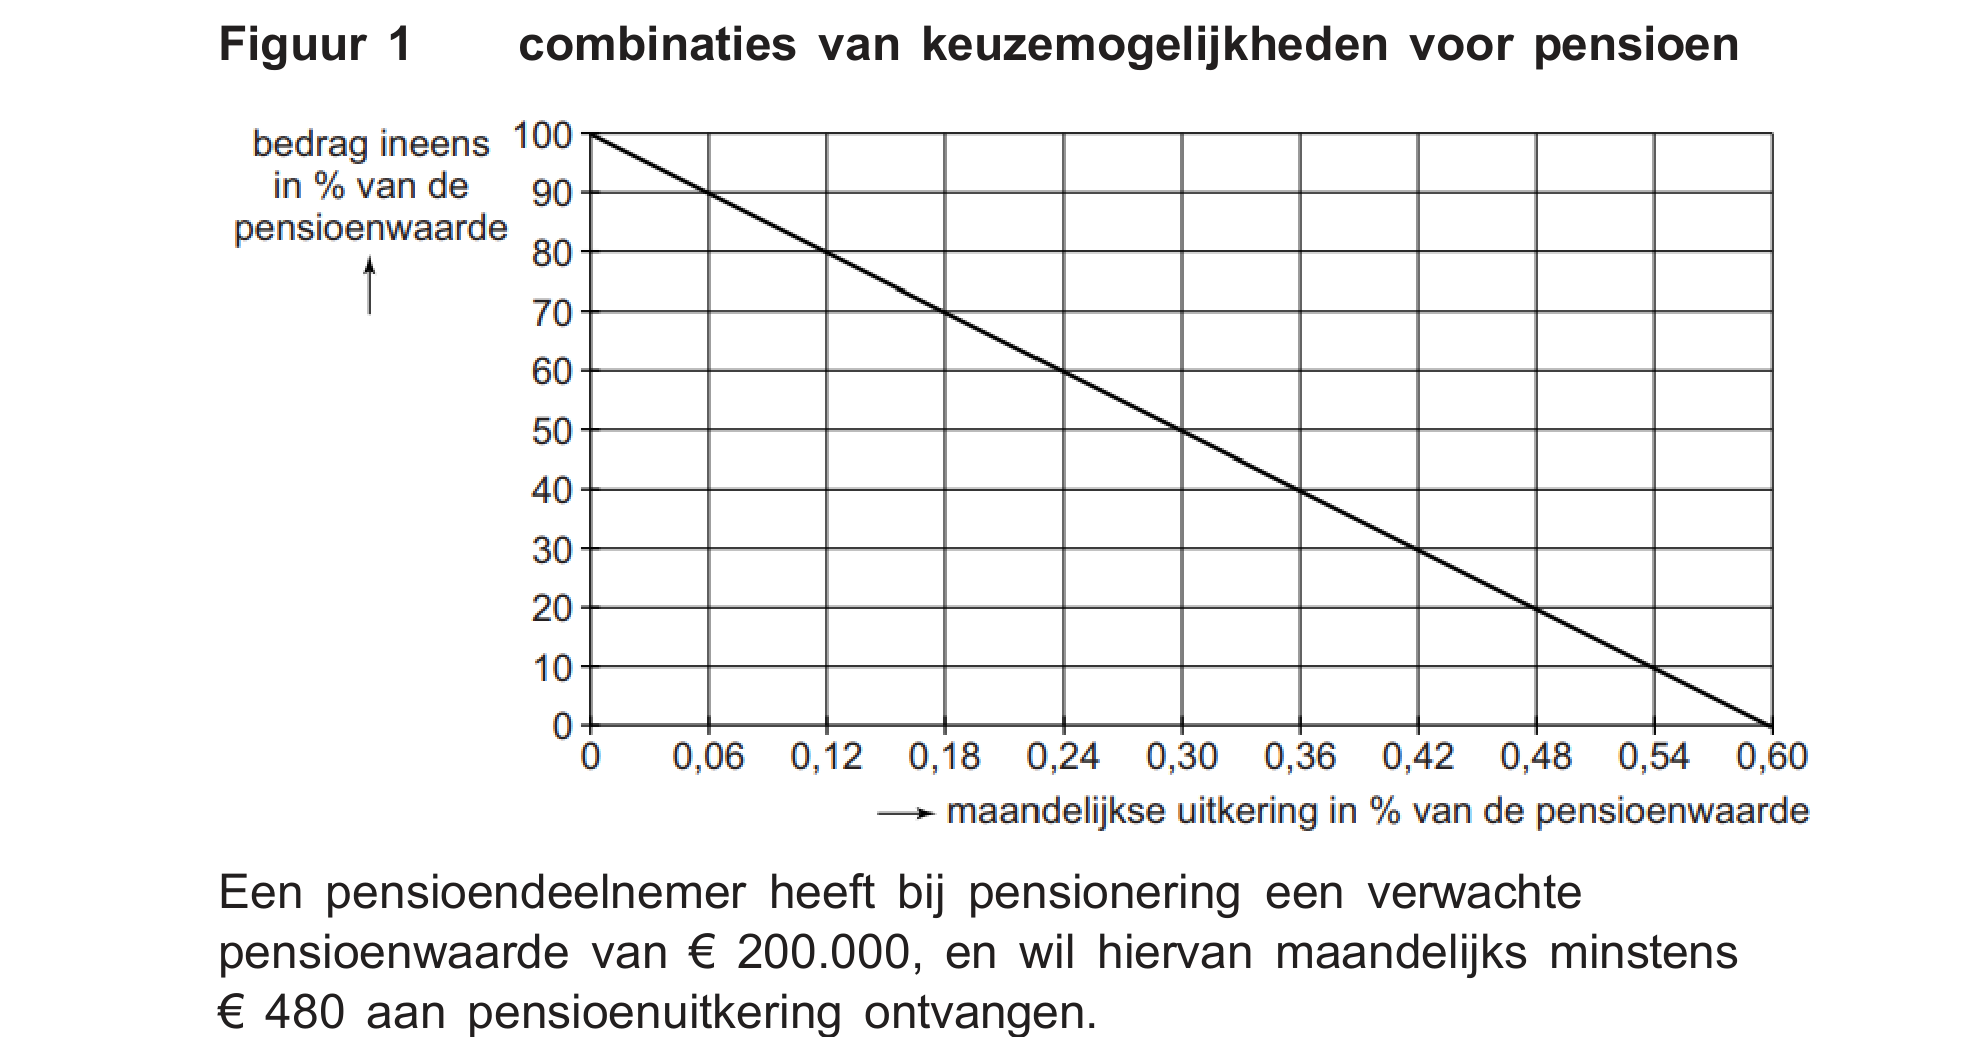 Figuur 1 combinaties van keuzemogelijkheden voor pensioen
bedrag ineens
in % van de
pensioenwaarde
100
90
80
70
60
50
40
30
20
10
0
0 0,06 0,12 0,18 0,24 0,30 0,36 0,42 0,48 0,54 0,60
maandelijkse uitkering in % van de pensioenwaarde
Een pensioendeelnemer heeft bij pensionering een verwachte
pensioenwaarde van € 200.000, en wil hiervan maandelijks minstens
€ 480 aan pensioenuitkering ontvangen.